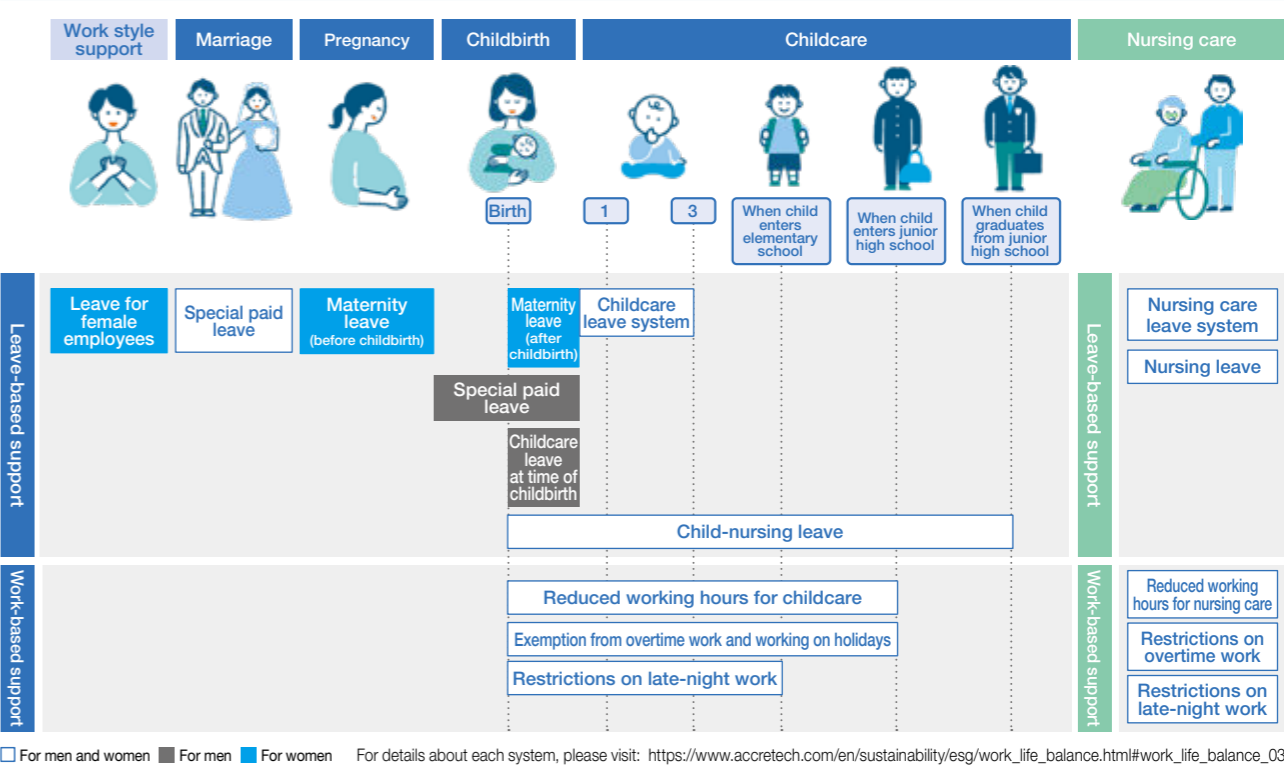 Work style
support
Marriage
Pregnancy
Childbirth
Childcare
Nursing care
Birth
1
3
When child
enters
elementary
school
When child
enters junior
high school
When child
graduates
from junior
high school
Leave-based support
Leave for
female
employees
Special paid
leave
Maternity
leave
(before childbirth)
Maternity
leave
(after
childbirth)
Childcare
leave system
Special paid
leave
Childcare
leave
at time of
childbirth
Child-nursing leave
Leave-based support
Nursing care
leave system
Nursing leave
Work-based support
Reduced working hours for childcare
Exemption from overtime work and working on holidays
Restrictions on late-night work
Work-based support
Reduced working
hours for nursing care
Restrictions on
overtime work
Restrictions on
late-night work
For men and women For men For women For details about each system, please visit: https://www.accretech.com/en/sustainability/esg/work_life_balance.html#work_life_balance_03